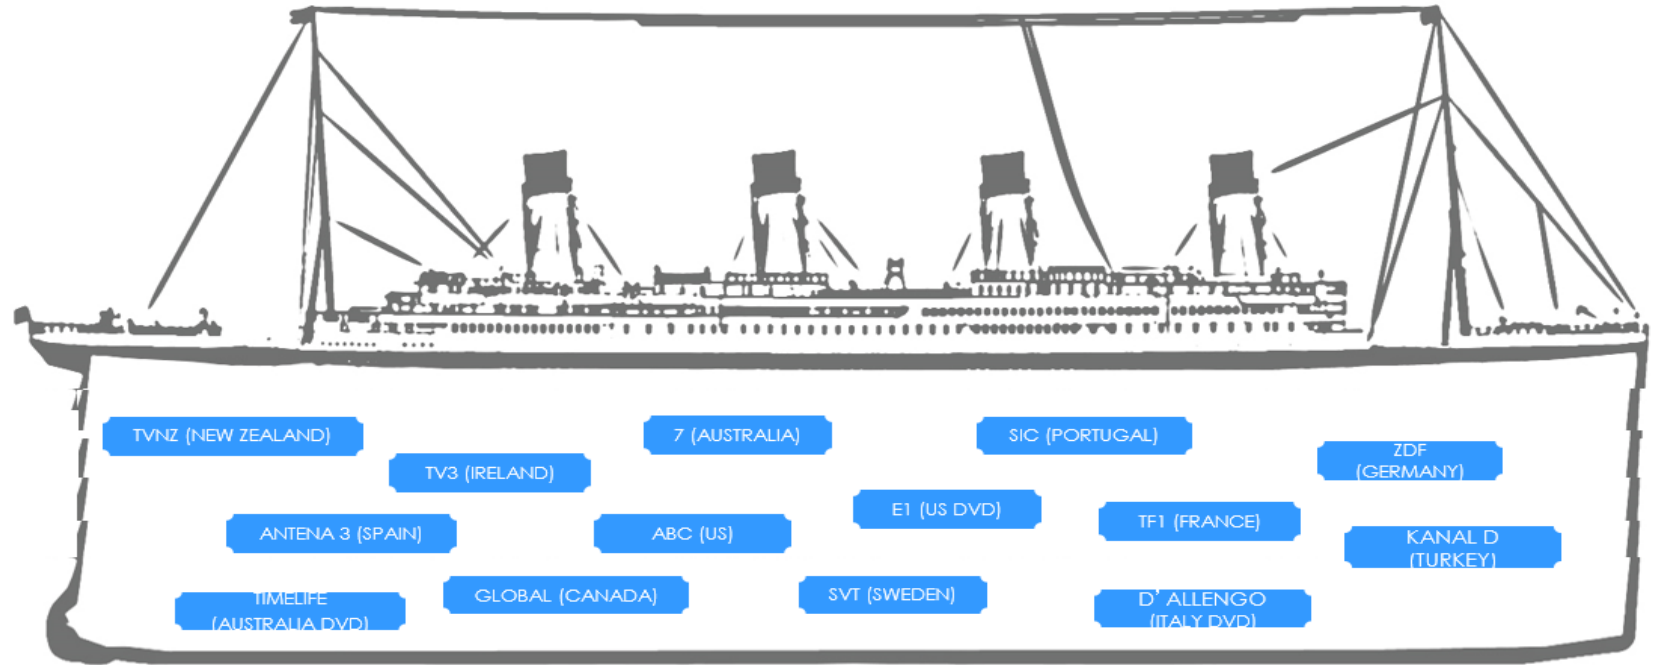 TVNZ (NEW ZEALAND)
7 (AUSTRALIA)
SIC (PORTUGAL)
ZDF
(GERMANY)
TV3 (IRELAND)
E1 (US DVD)
TF1 (FRANCE)
ANTENA 3 (SPAIN)
ABC (US)
KANAL D
(TURKEY)
TIMELIFE
(AUSTRALIA DVD)
GLOBAL (CANADA)
SVT (SWEDEN)
D' ALLENGO
(ITALY DVD)